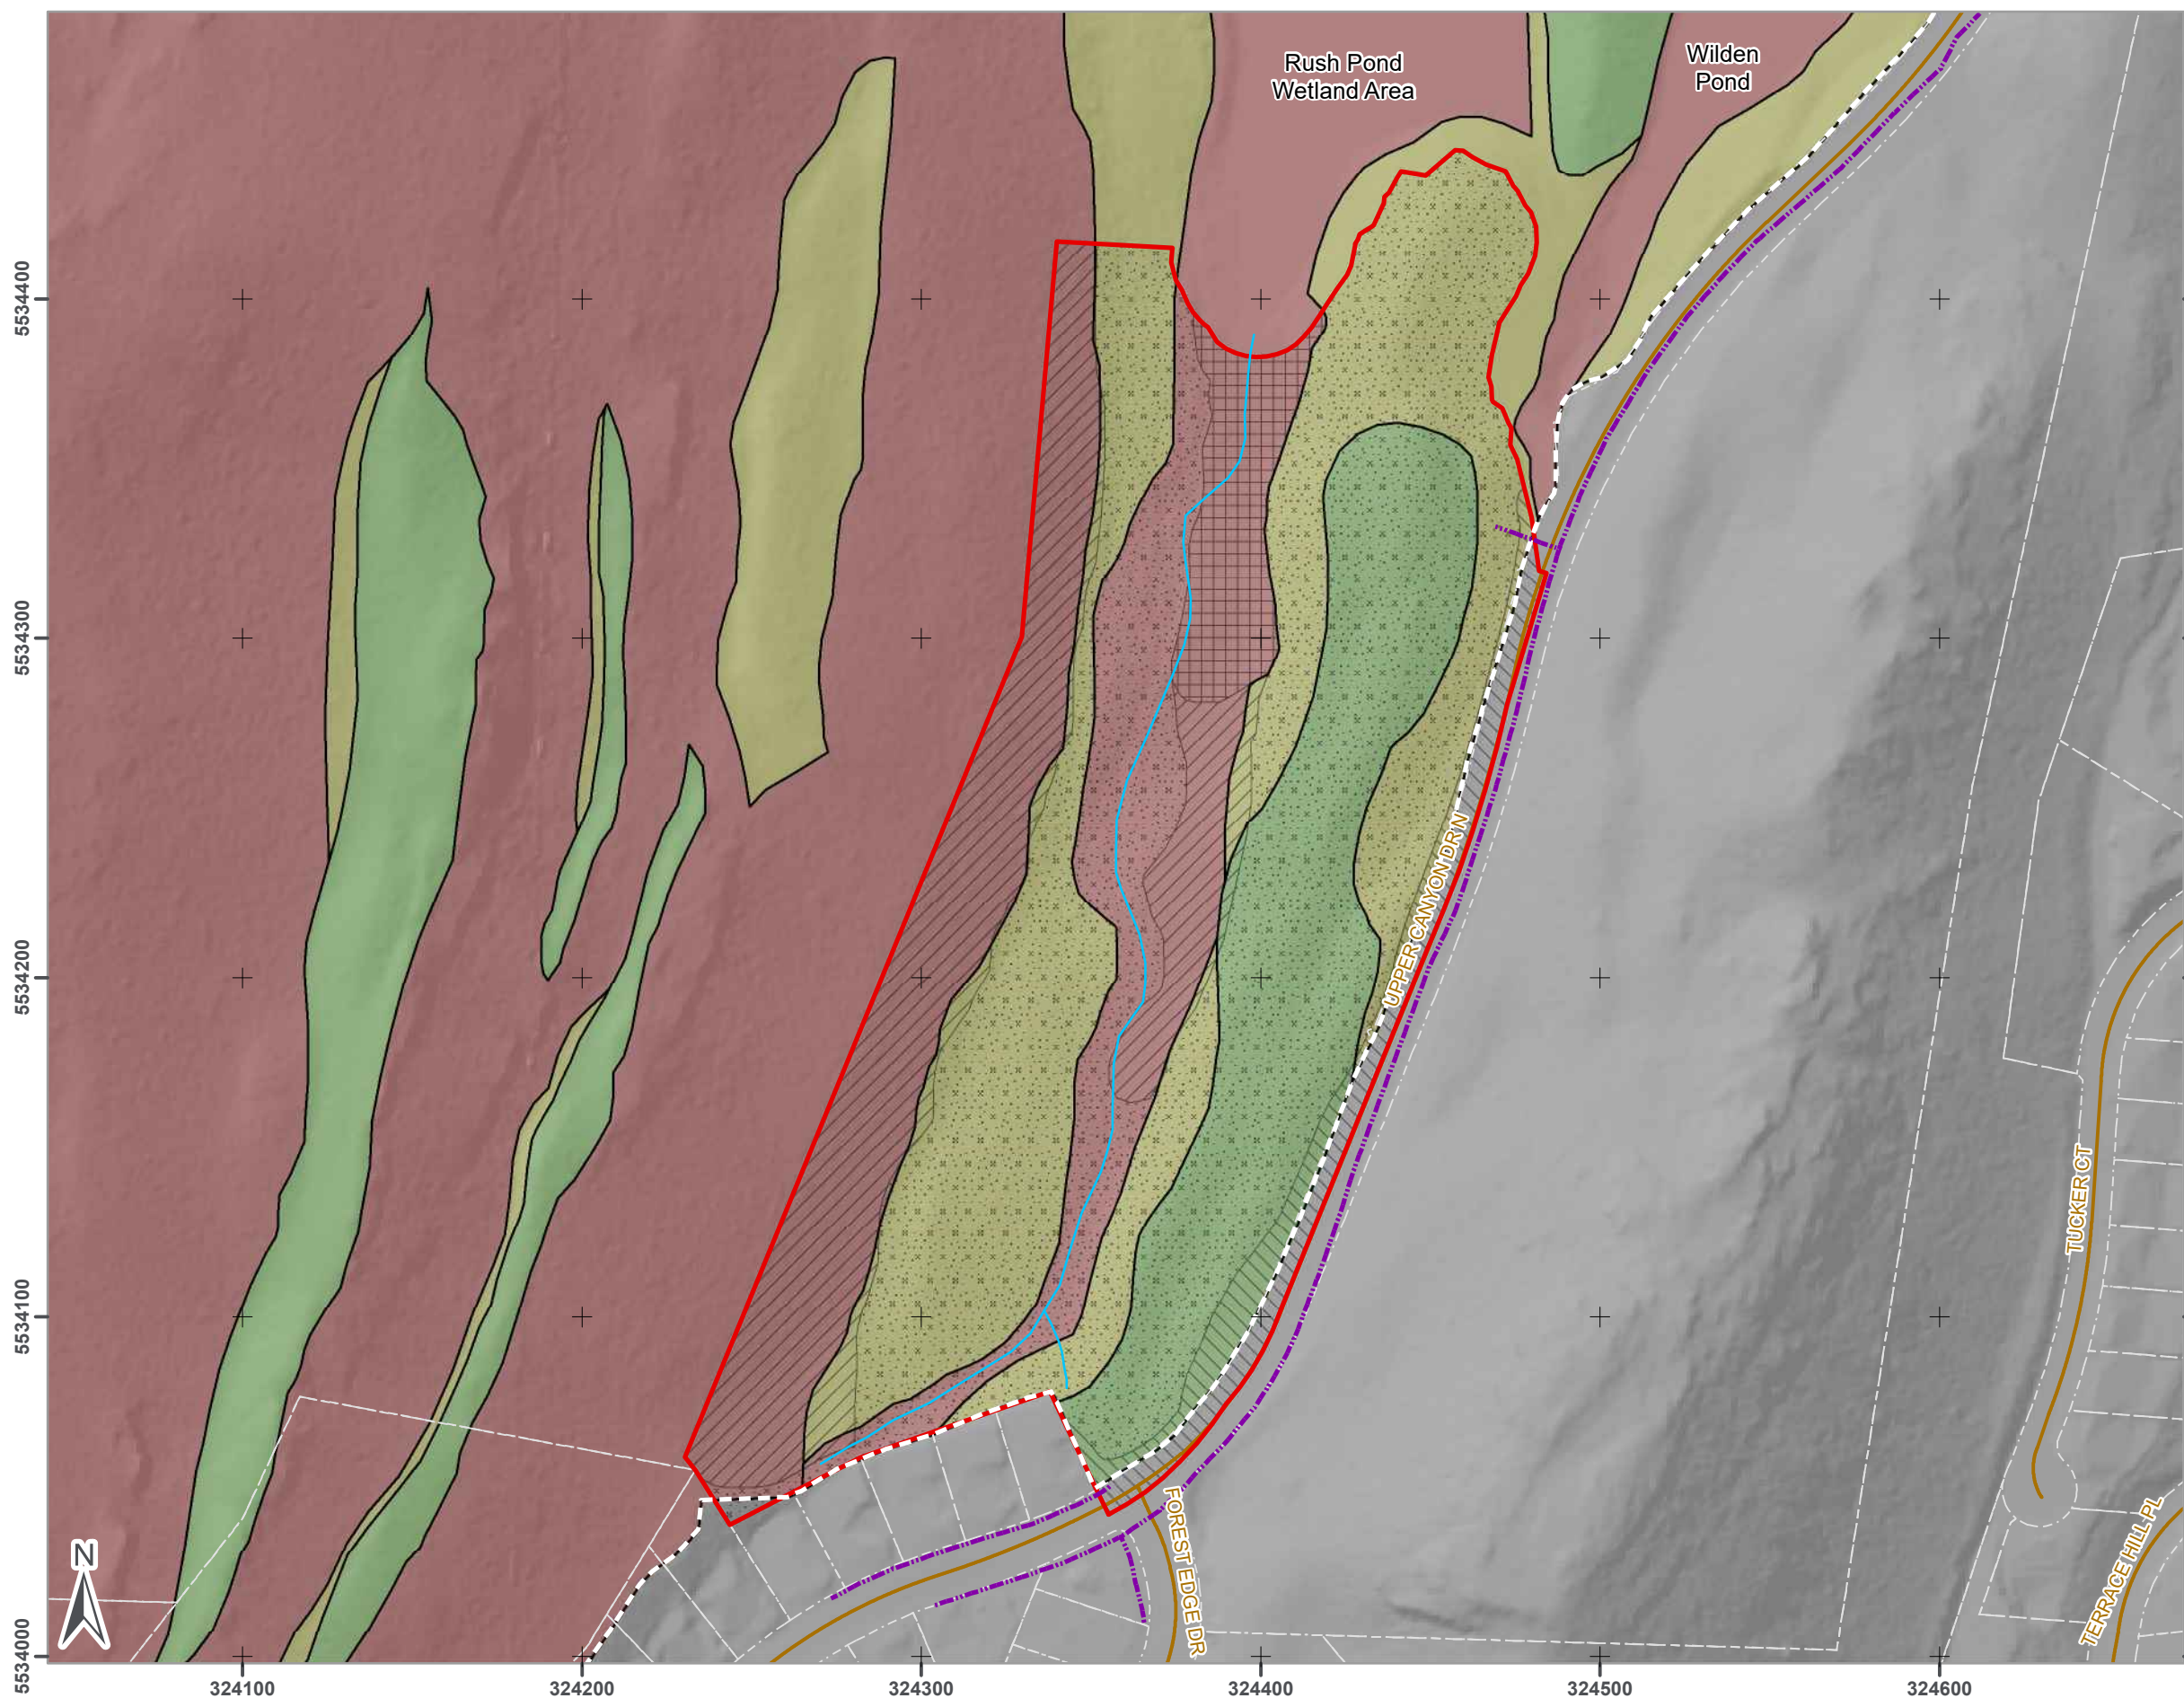 Rush Pond
Wetland Area
Wilden
Pond
5534400
5534300
5534200
5534100
5534000
UPPER CANYON DR N
TUCKER CT
FOREST EDGE DR
TERRACE HILL PL
N
324100
324200
324300
324400
324500
324600